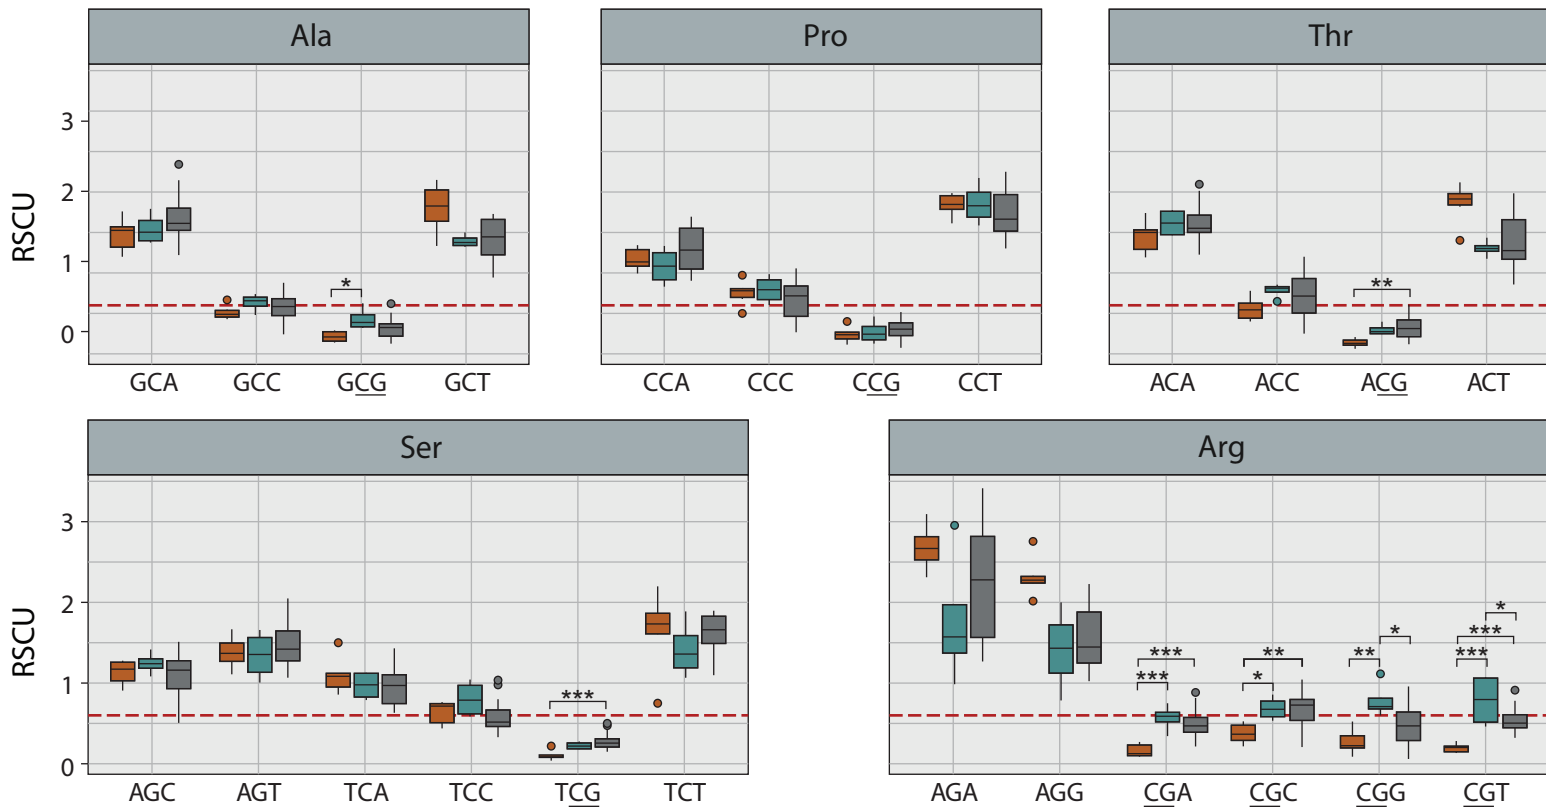 Ala
Pro
Thr
RSCU
3
2
1
0
*
**
GCA GCC GCG GCT
CCA CCC CCG CCT
ACA ACC ACG ACT
Ser
Arg
RSCU
3
2
1
0
***
***
***
**
*
**
*
*
***
***
AGC AGT TCA TCC TCG TCT
AGA AGG CGA CGC CGG CGT